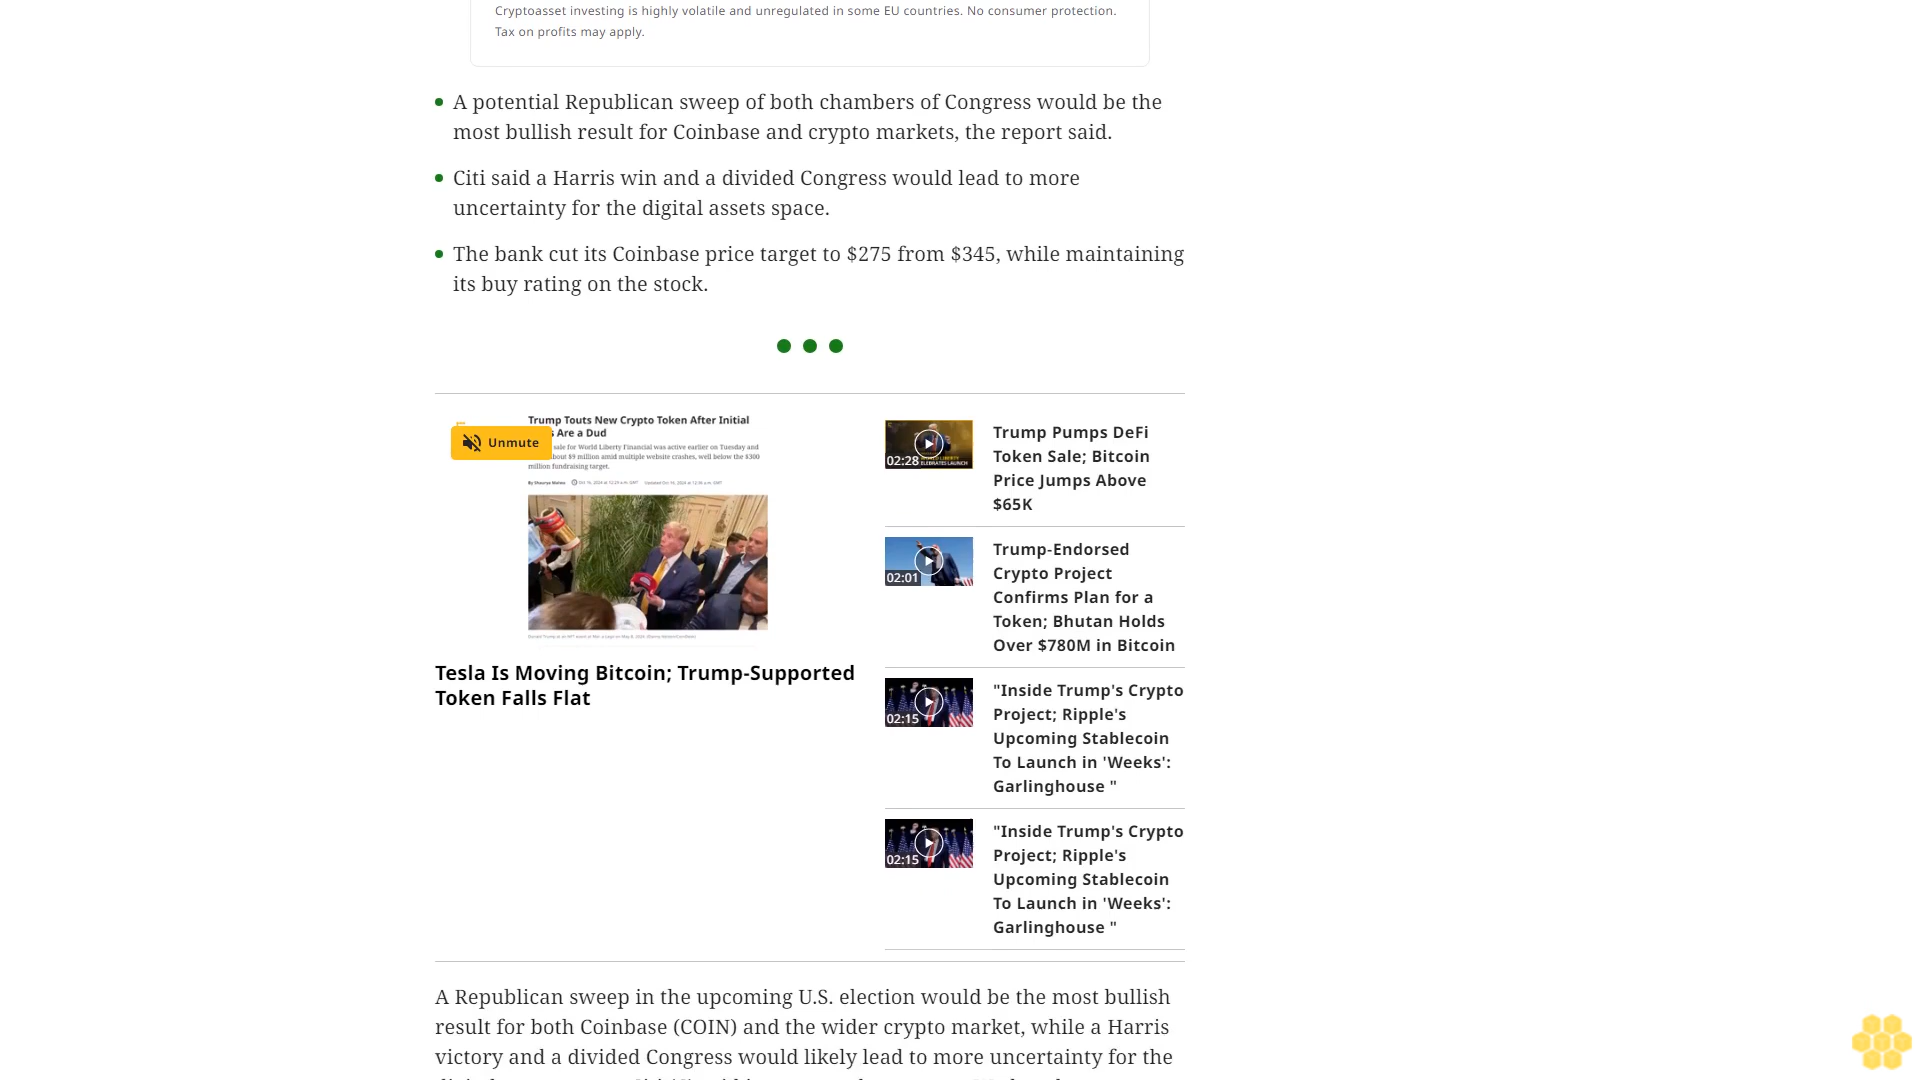 Cryptoasset investing is highly volatile and unregulated in some EU countries. No consumer protection.
Tax on profits may apply.
A potential Republican sweep of both chambers of Congress would be the
most bullish result for Coinbase and crypto markets, the report said.
Citi said a Harris win and a divided Congress would lead to more
uncertainty for the digital assets space.
The bank cut its Coinbase price target to $275 from $345, while maintaining
its buy rating on the stock.
Trump Touts New Crypto Token After Initial
Are a Dud
Unmute
sale for World Liberty Financial was active earlier on Tuesday and
about $9 million amid multiple website crashes, well below the $300
million fundraising target.
Tesla Is Moving Bitcoin; Trump-Supported
Token Falls Flat
02:28
Trump Pumps DeFi
Token Sale; Bitcoin
Price Jumps Above
$65K
02:01
Trump-Endorsed
Crypto Project
Confirms Plan for a
Token; Bhutan Holds
Over $780M in Bitcoin
02:15
"Inside Trump's Crypto
Project; Ripple's
Upcoming Stablecoin
To Launch in 'Weeks':
Garlinghouse "
02:15
"Inside Trump's Crypto
Project; Ripple's
Upcoming Stablecoin
To Launch in 'Weeks':
Garlinghouse "
A Republican sweep in the upcoming U.S. election would be the most bullish
result for both Coinbase (COIN) and the wider crypto market, while a Harris
victory and a divided Congress would likely lead to more uncertainty for the